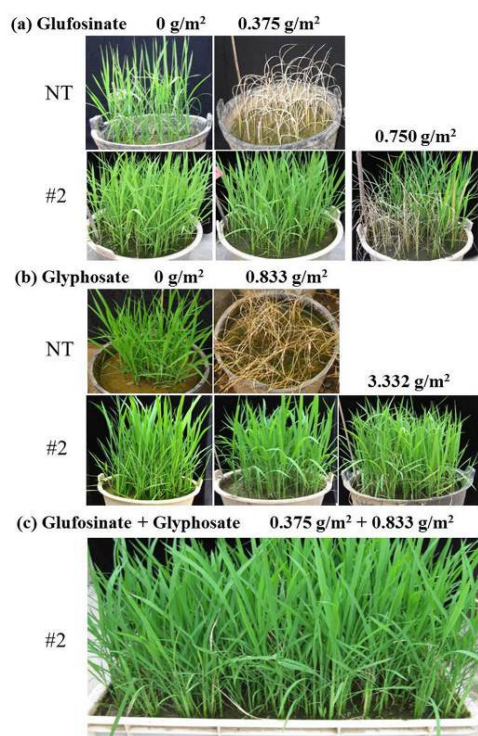 (a) Glufosinate 0 g/m² 0.375 g/m²
NT
0.750 g/m²
#2
(b) Glyphosate 0 g/m² 0.833 g/m²
NT
3.332 g/m²
#2
(c) Glufosinate + Glyphosate 0.375 g/m² + 0.833 g/m²
#2